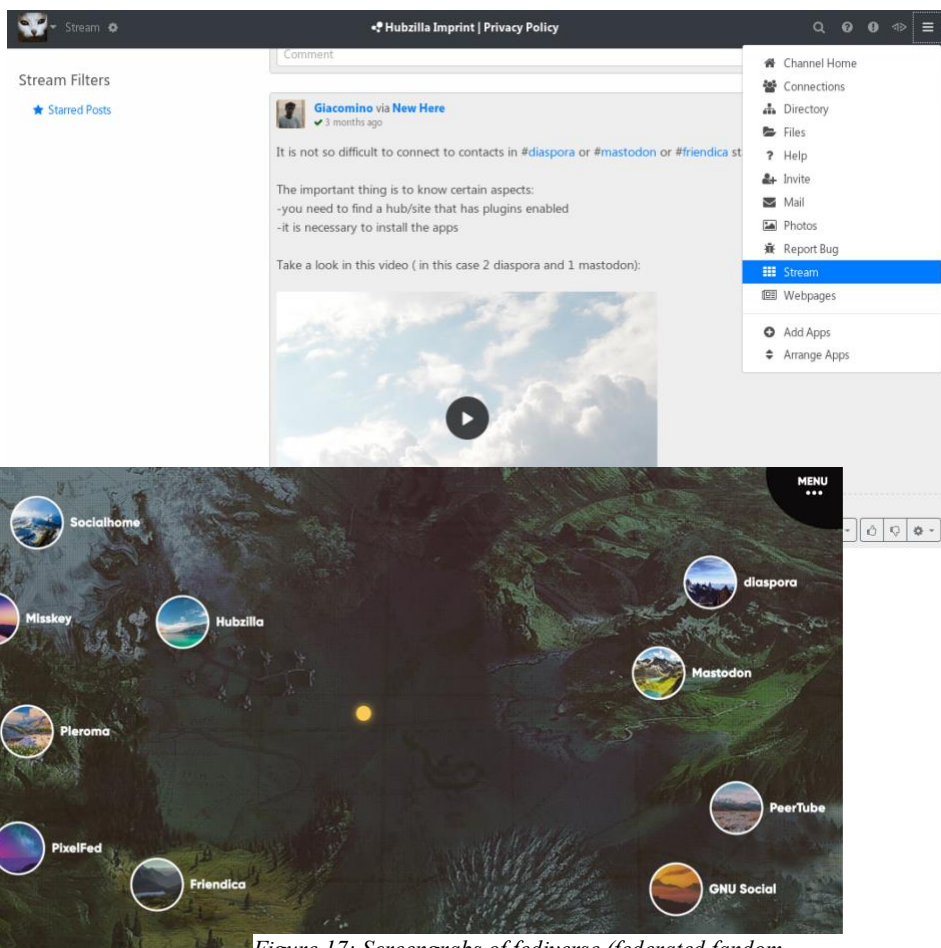 Stream
Hubzilla Imprint | Privacy Policy
Stream Filters
Starred Posts
Comment
Giacomino via New Here
3 months ago
It is not so difficult to connect to contacts in #diaspora or #mastodon or #friendica st
The important thing is to know certain aspects:
-you need to find a hub/site that has plugins enabled
-it is necessary to install the apps
Take a look in this video ( in this case 2 diaspora and 1 mastodon):
Channel Home
Connections
Directory
Files
Help
Invite
Mail
Photos
Report Bug
Stream
Webpages
Add Apps
Arrange Apps
MENU
Socialhome
diaspora
Misskey
Hubzilla
Mastodon
Pleroma
PeerTube
PixelFed
Friendica
GNU Social
Figure 17: Screengrabs of fediverse (federated fandom